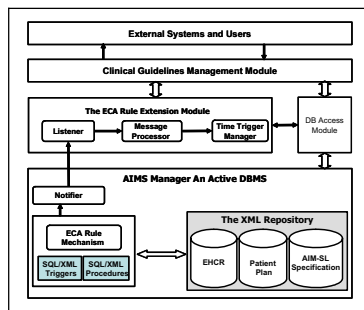 External Systems and Users
Clinical Guidelines Management Module
The ECA Rule Extension Module
Listener
Message
Processor
Time Trigger
Manager
DB Access
Module
AIMS Manager An Active DBMS
Notifier
ECA Rule
Mechanism
SQL/XML
Triggers
SQL/XML
Procedures
The XML Repository
EHCR
Patient
Plan
AIM-SL
Specification